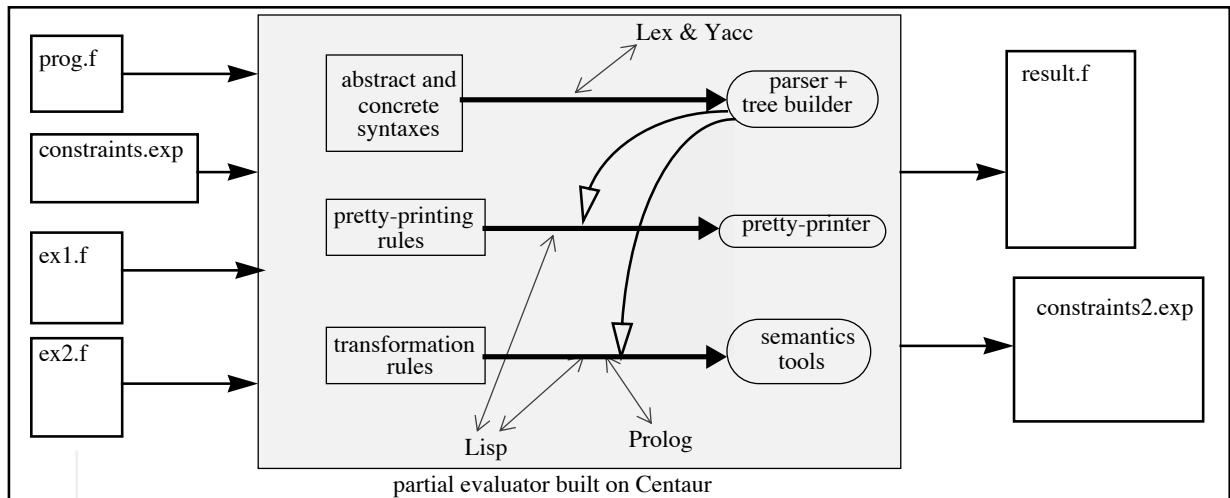 Lex & Yacc
prog.f
abstract and
concrete
syntaxes
parser +
tree builder
result.f
constraints.exp
pretty-printing
rules
pretty-printer
ex1.f
constraints2.exp
ex2.f
transformation
rules
semantics
tools
Lisp
Prolog
partial evaluator built on Centaur